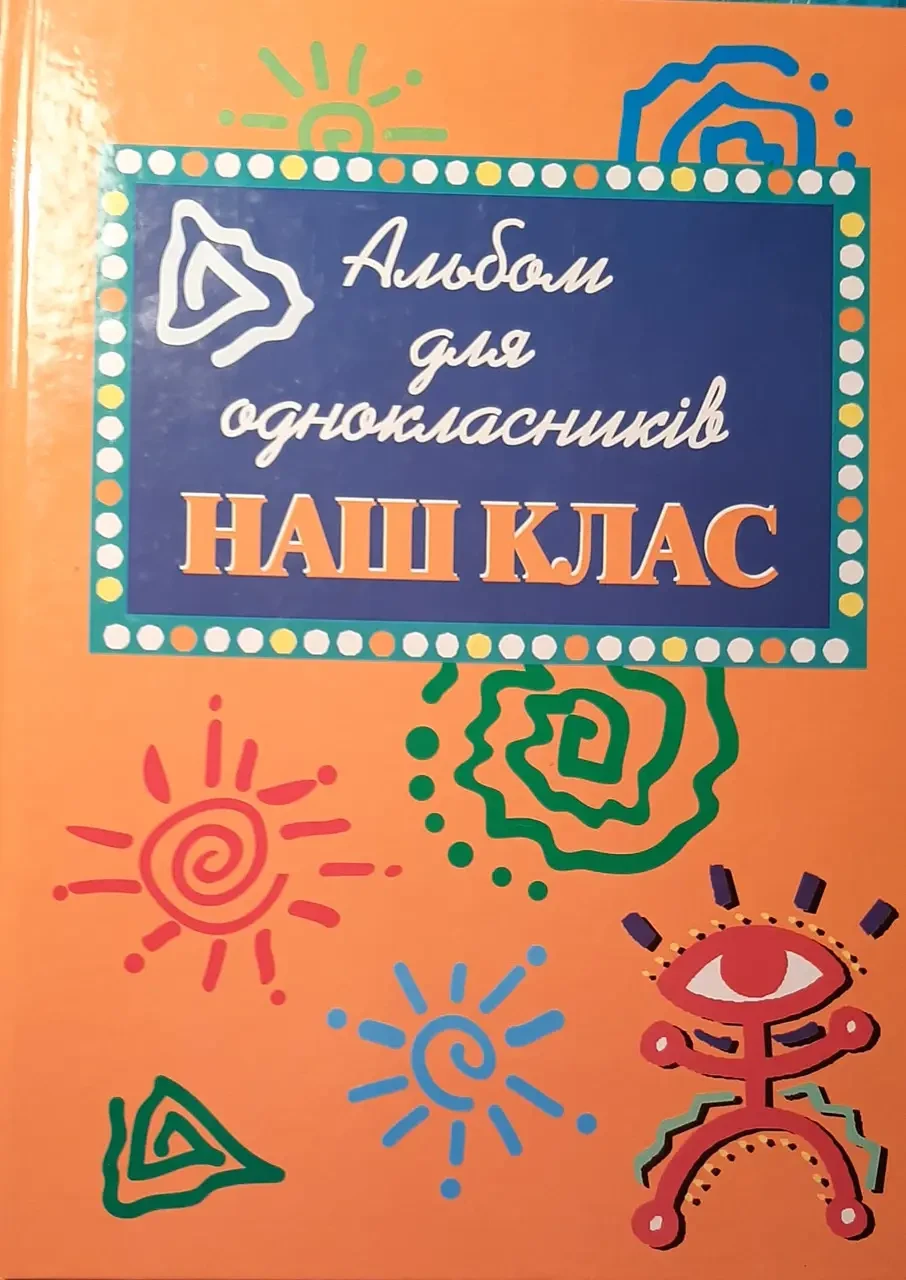 Альбом
для
однокласників
НАШ КЛАС